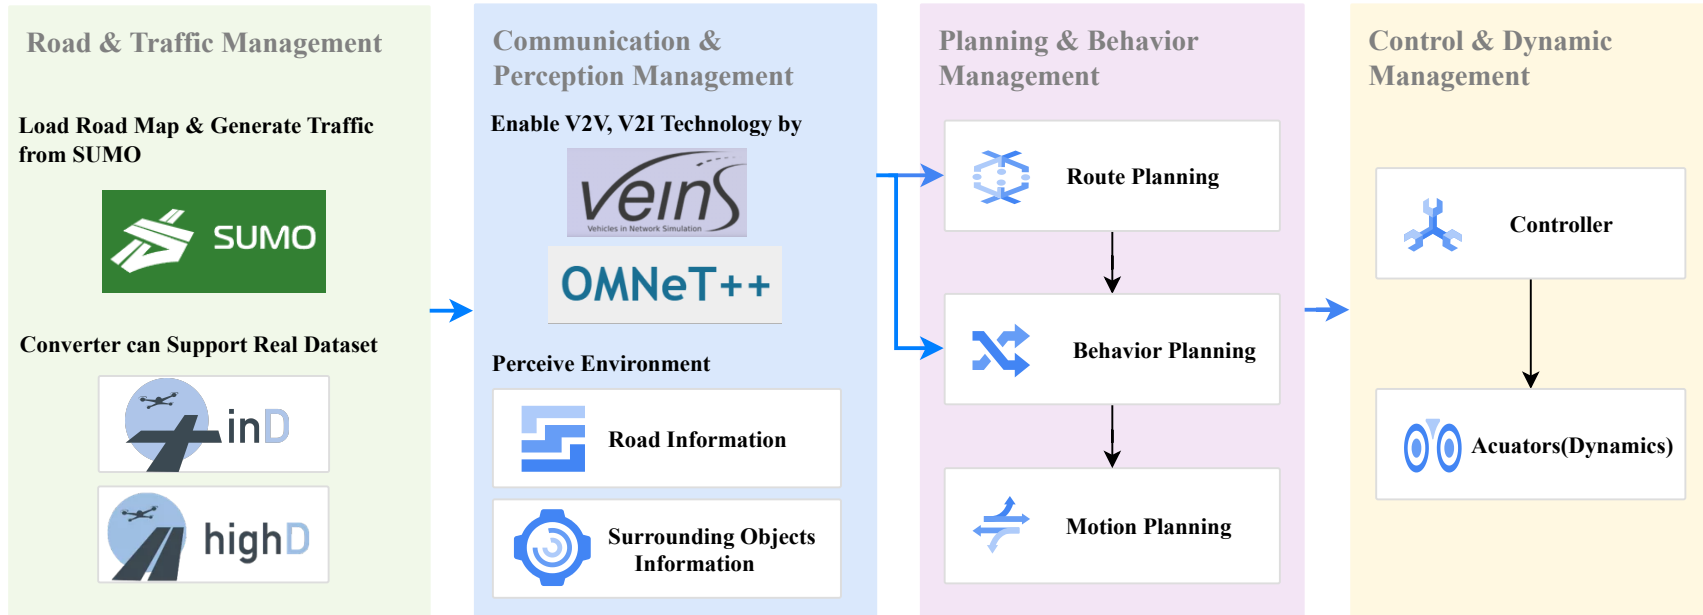 Road & Traffic Management
Load Road Map & Generate Traffic
from SUMO
SUMO
Converter can Support Real Dataset
inD
highD
Communication &
Perception Management
Enable V2V, V2I Technology by
veins
Vehicles in Network Simulation
OMNeT++
Perceive Environment
Road Information
Surrounding Objects
Information
Planning & Behavior
Management
Route Planning
Behavior Planning
Motion Planning
Control & Dynamic
Management
Controller
Acuators(Dynamics)